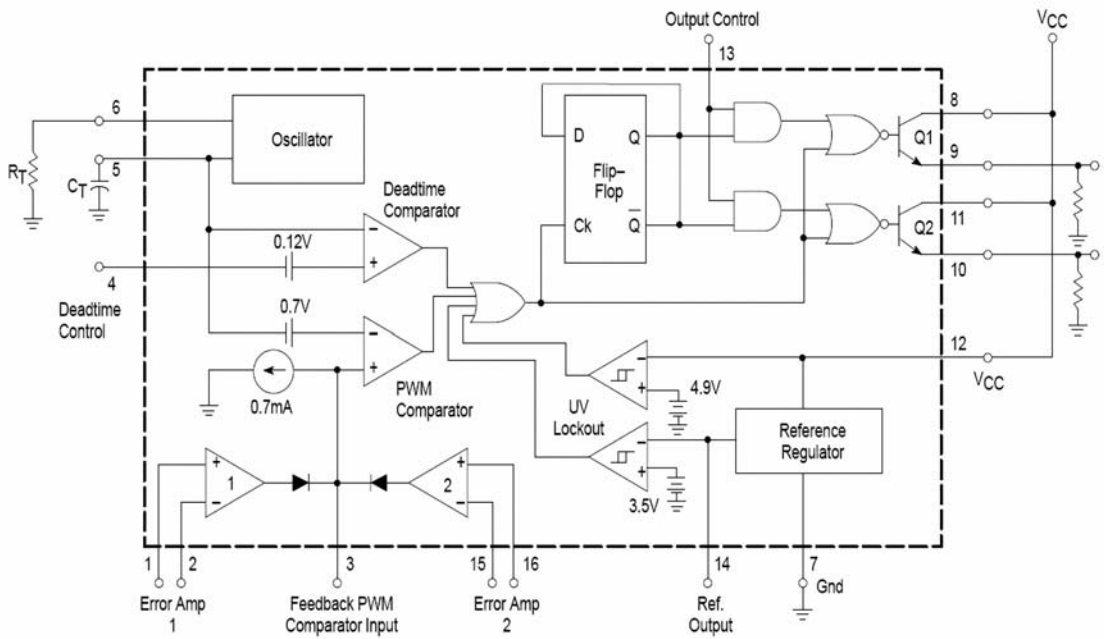 Output Control
VCC
13
6
8
Oscillator
D
Q
Q1
5
RT
CT
Flip–
Flop
9
Deadtime
Comparator
11
0.12V
Ck
Q
Q2
4
10
Deadtime
Control
0.7V
12
VCC
0.7mA
PWM
Comparator
4.9V
UV
Lockout
Reference
Regulator
1
2
3.5V
1
2
3
15
16
14
7
Gnd
Error Amp
1
Feedback PWM
Comparator Input
Error Amp
2
Ref.
Output